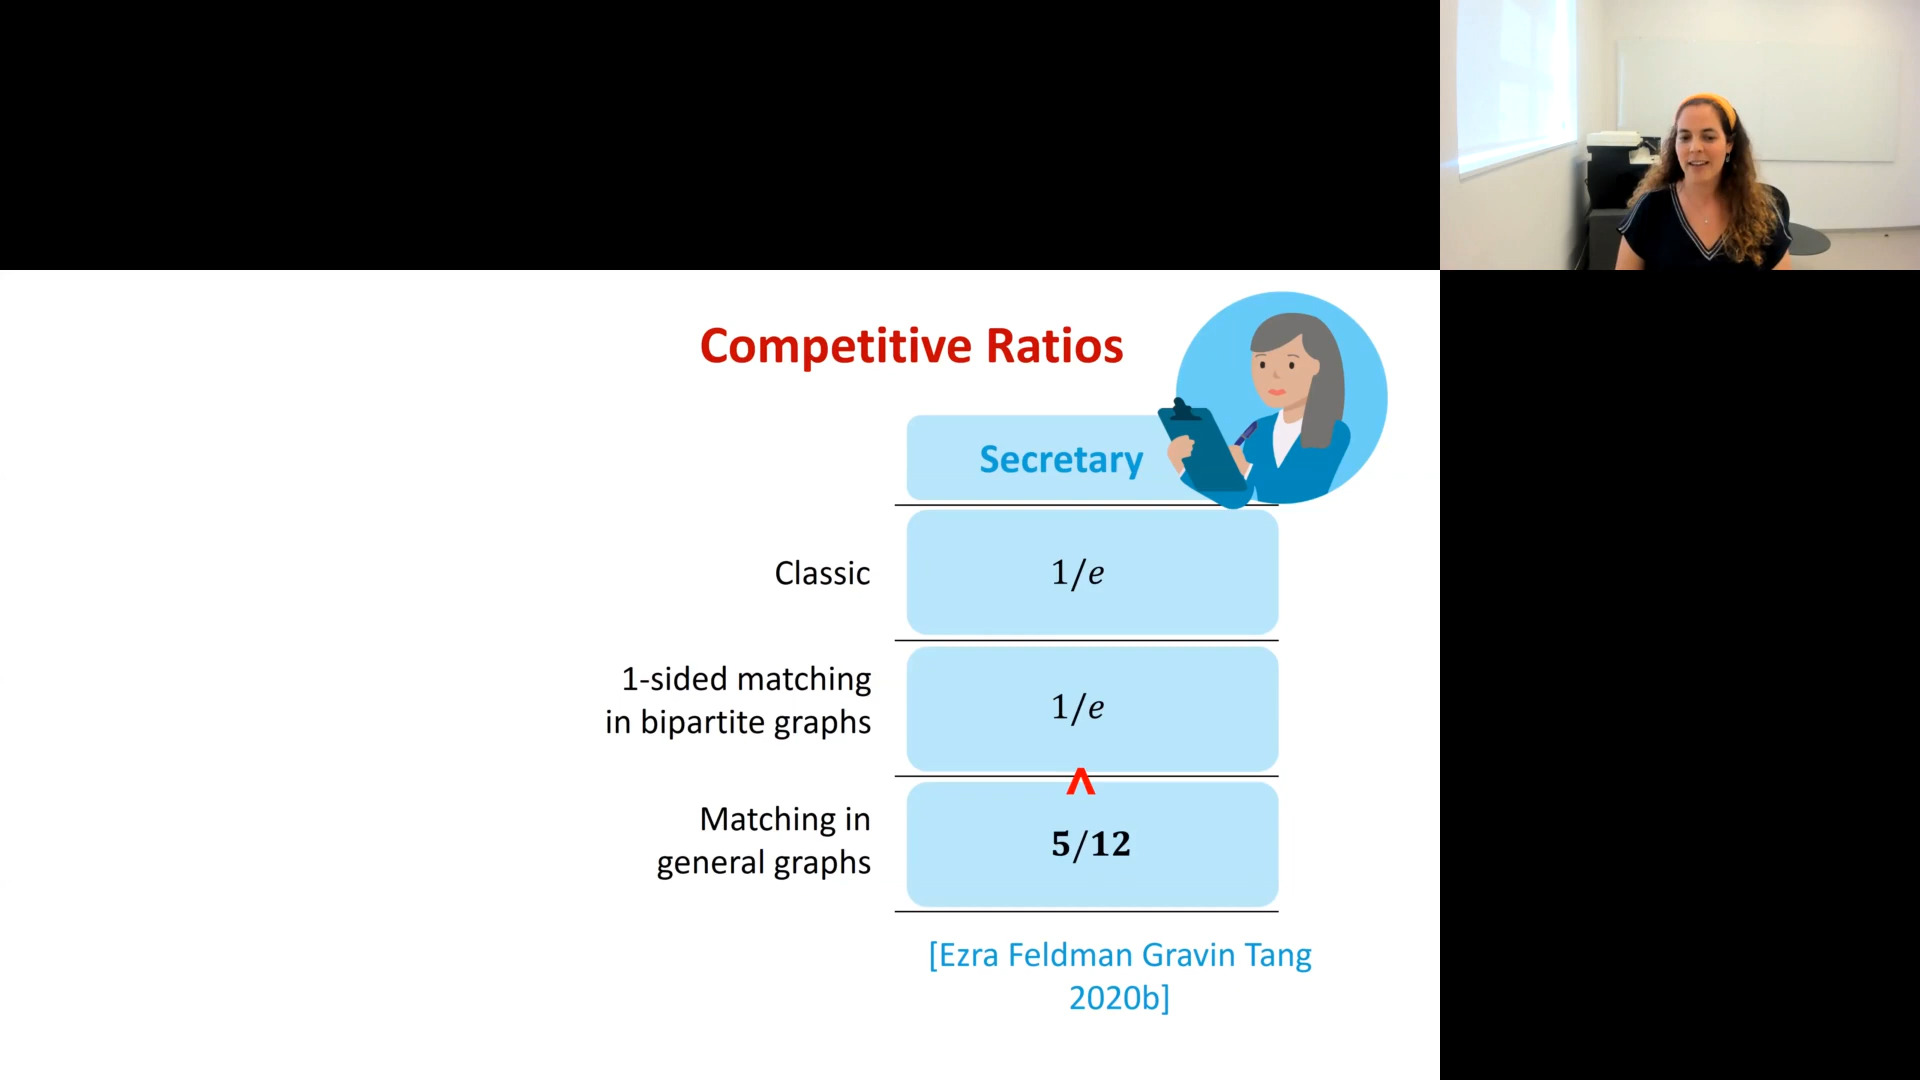 Competitive Ratios
Secretary
Classic
1/e
1-sided matching
in bipartite graphs
1/e
^
Matching in
general graphs
5/12
[Ezra Feldman Gravin Tang
2020b]